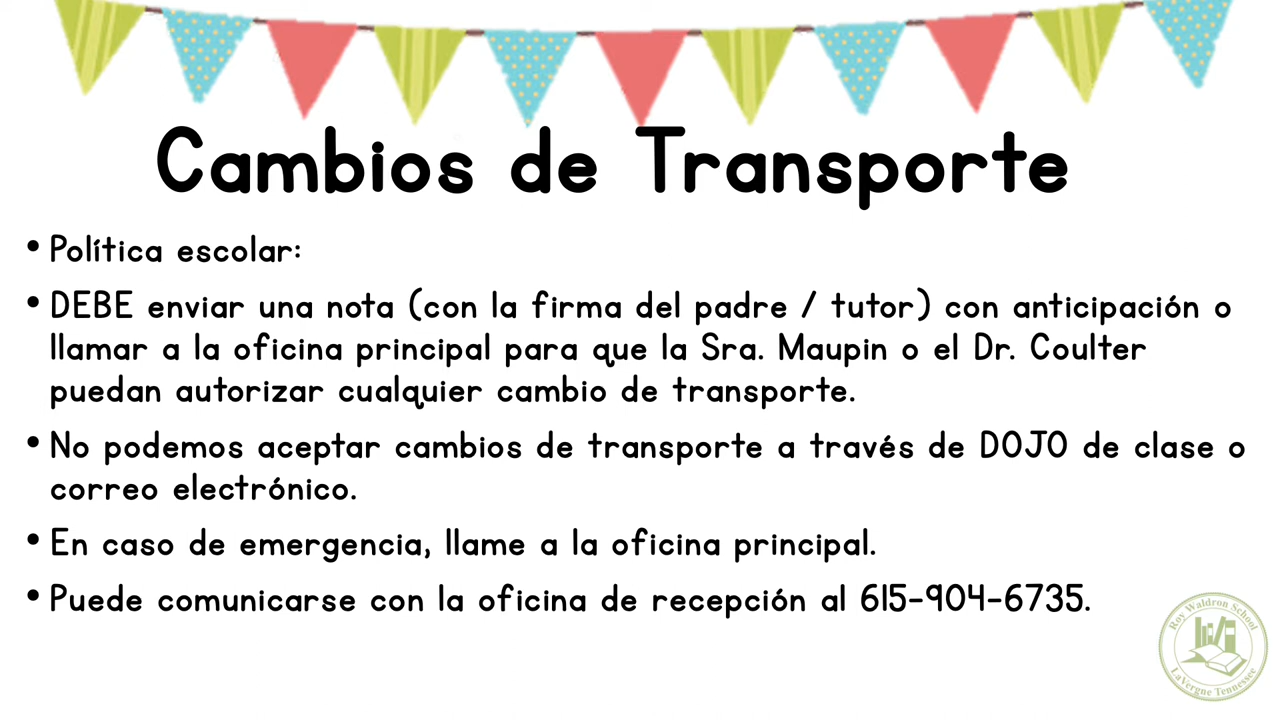 Cambios de Transporte
• Política escolar:
• DEBE enviar una nota (con la firma del padre / tutor) con anticipación o
llamar a la oficina principal para que la Sra. Maupin o el Dr. Coulter
puedan autorizar cualquier cambio de transporte.
• No podemos aceptar cambios de transporte a través de DOJO de clase o
correo electrónico.
• En caso de emergencia, llame a la oficina principal.
• Puede comunicarse con la oficina de recepción al 615-904-6735.
Roy Waldron School
LaVergne Tennessee